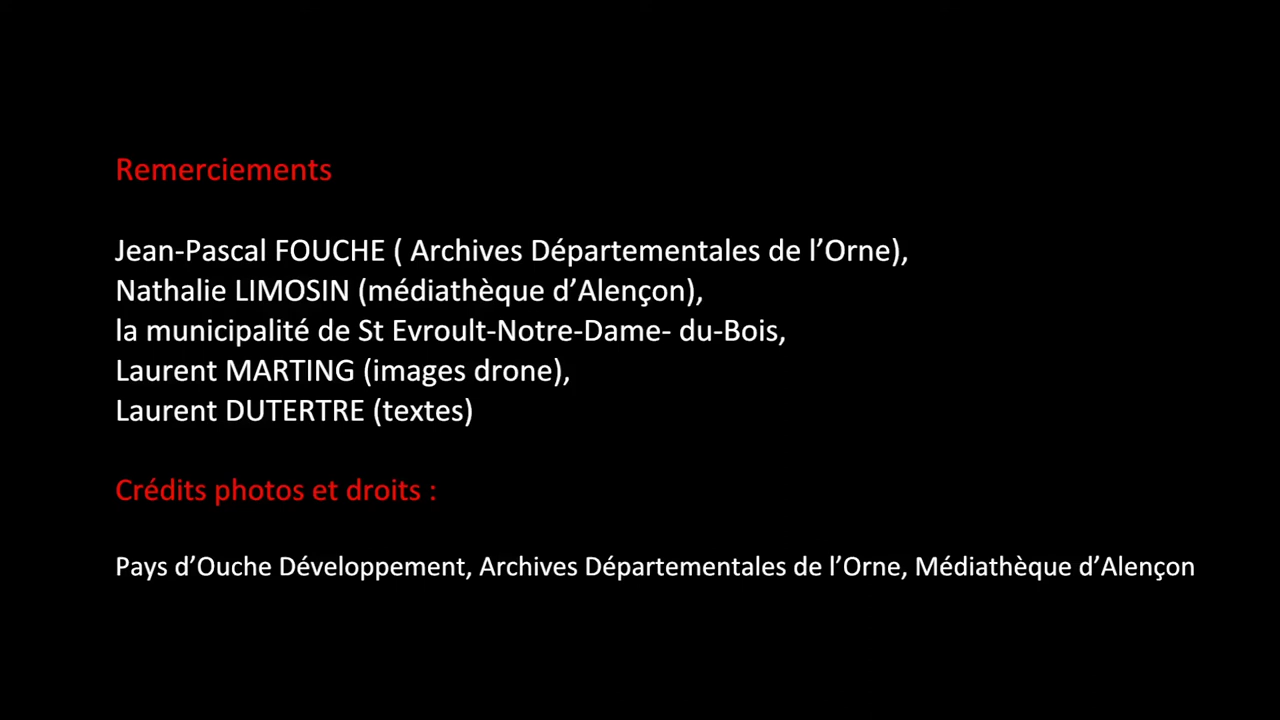 Remerciements
Jean-Pascal FOUCHE ( Archives Départementales de l’Orne),
Nathalie LIMOSIN (médiathèque d’Alençon),
la municipalité de St Evroult-Notre-Dame- du-Bois,
Laurent MARTING (images drone),
Laurent DUTERTRE (textes)
Crédits photos et droits :
Pays d’Ouche Développement, Archives Départementales de l’Orne, Médiathèque d’Alençon